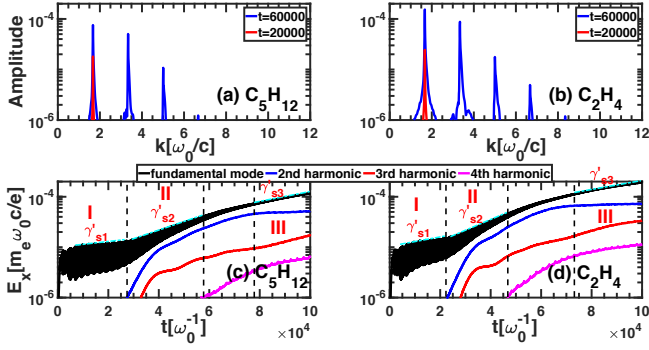 10^-4
10^-6
Amplitude
t=60000
t=20000
(a) C5H12
0 2 4 6 8 10 12
k[ω0/c]
10^-4
10^-6
t=60000
t=20000
(b) C2H4
0 2 4 6 8 10 12
k[ω0/c]
fundamental mode 2nd harmonic 3rd harmonic 4th harmonic
10^-4
10^-6
Ex[meω0c/e]
I
γ's1
II
γ's2
γ's3
III
(c) C5H12
0 2 4 6 8 10
t[ω0^-1]
×10^4
10^-4
10^-6
I
γ's1
II
γ's2
γ's3
III
(d) C2H4
0 2 4 6 8 10
t[ω0^-1]
×10^4